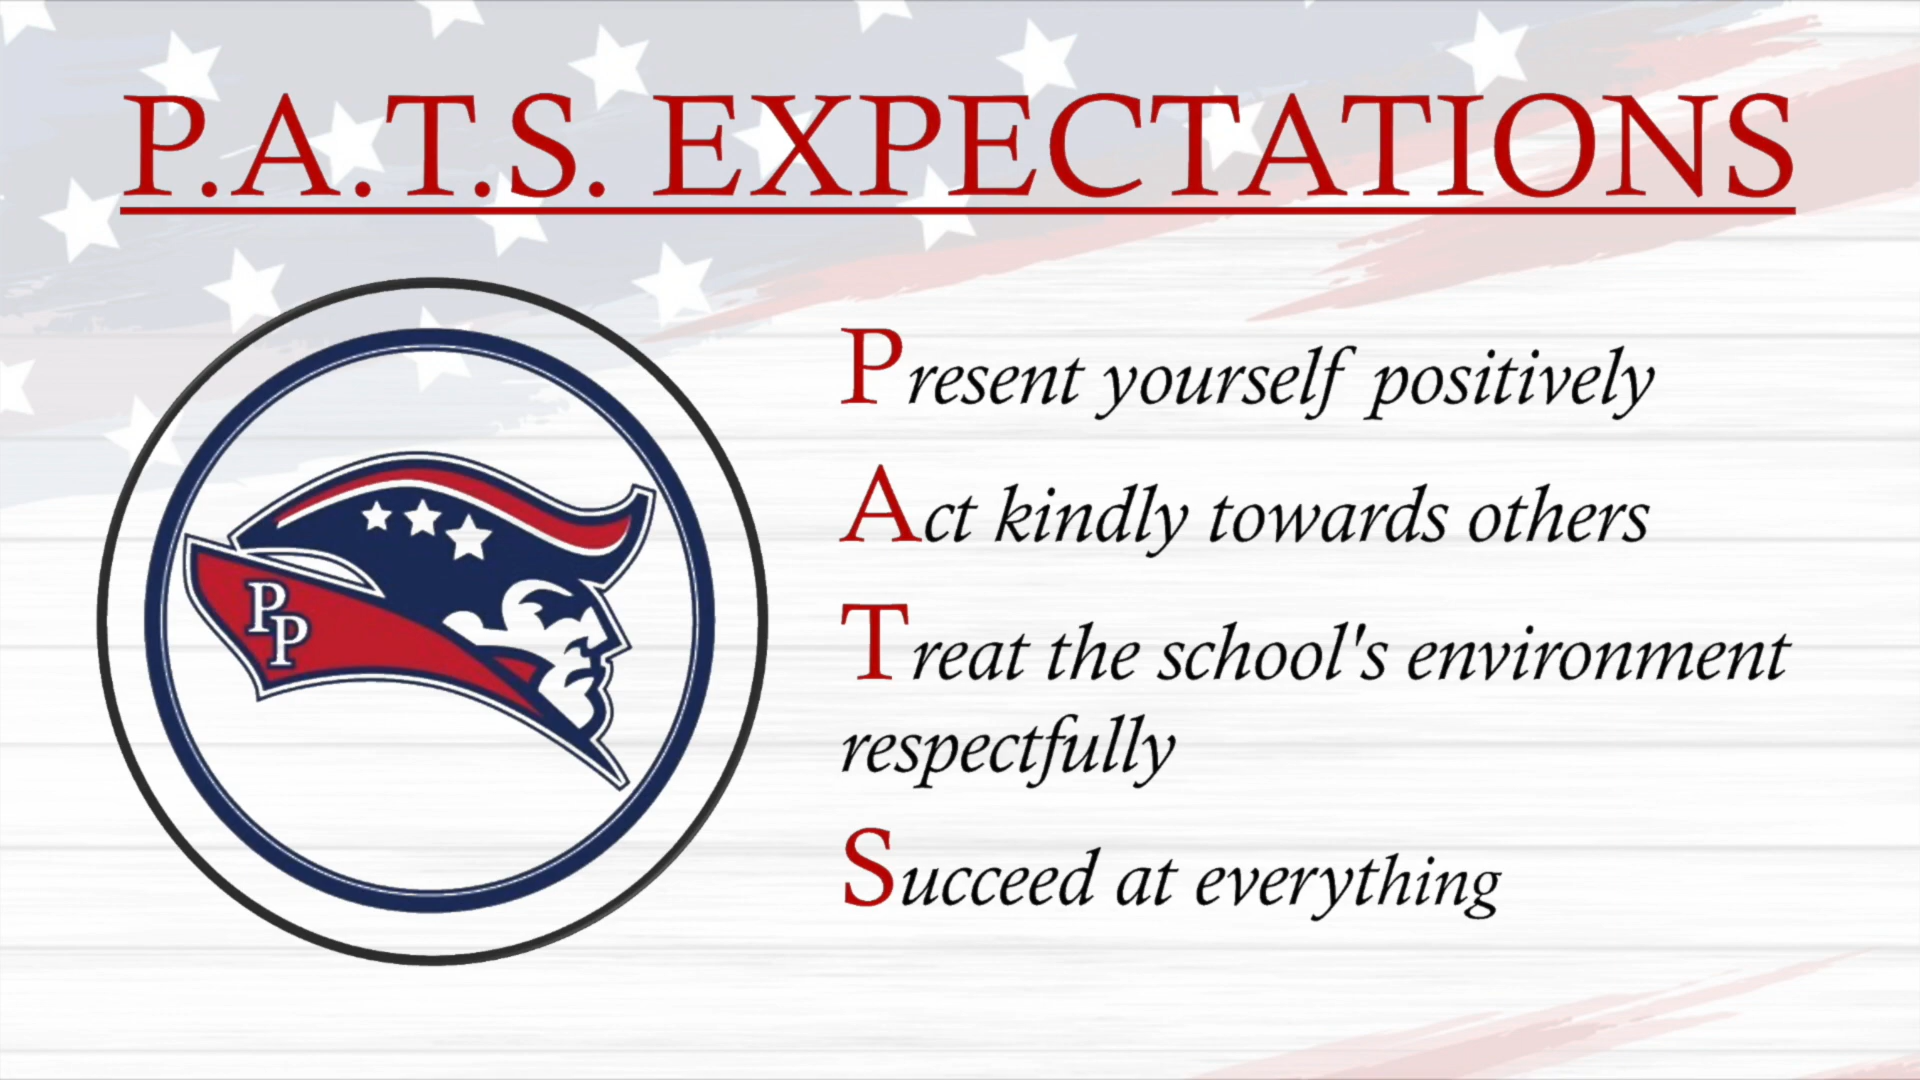 P.A.T.S. EXPECTATIONS
PP
Present yourself positively
Act kindly towards others
Treat the school's environment
respectfully
Succeed at everything